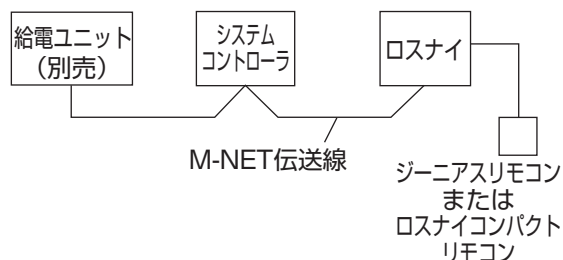 給電ユニット
（別売）
システム
コントローラ
ロスナイ
M-NET伝送線
ジーニアスリモコン
または
ロスナイコンパクト
リモコン